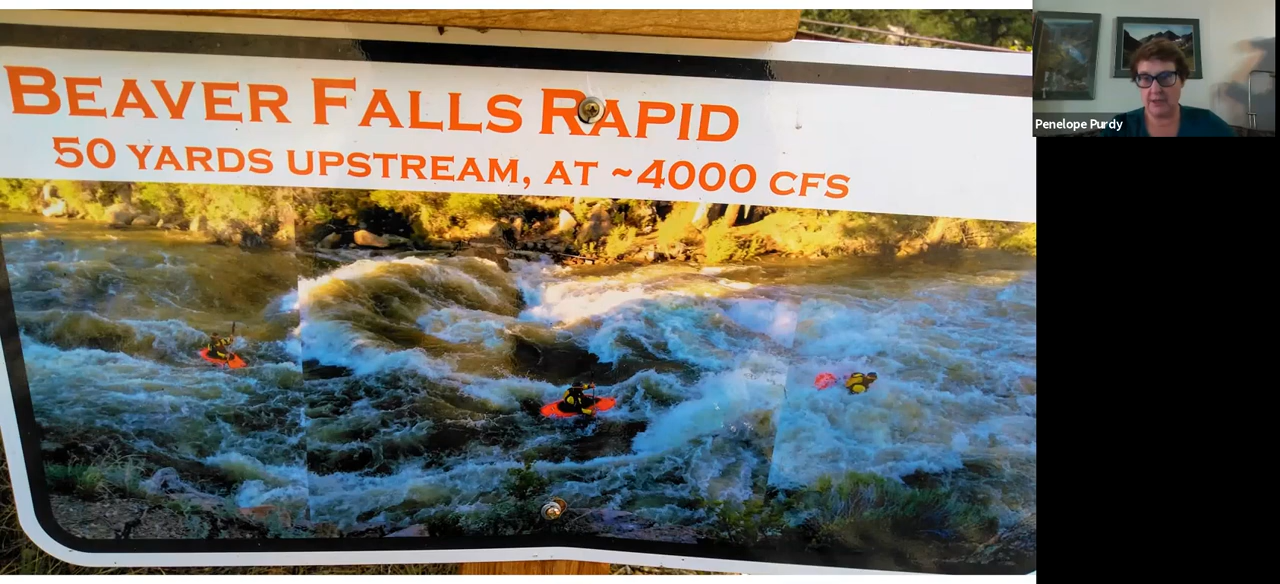 BEAVER FALLS RAPID
50 YARDS UPSTREAM, AT ~4000 CFS
Penelope Purdy